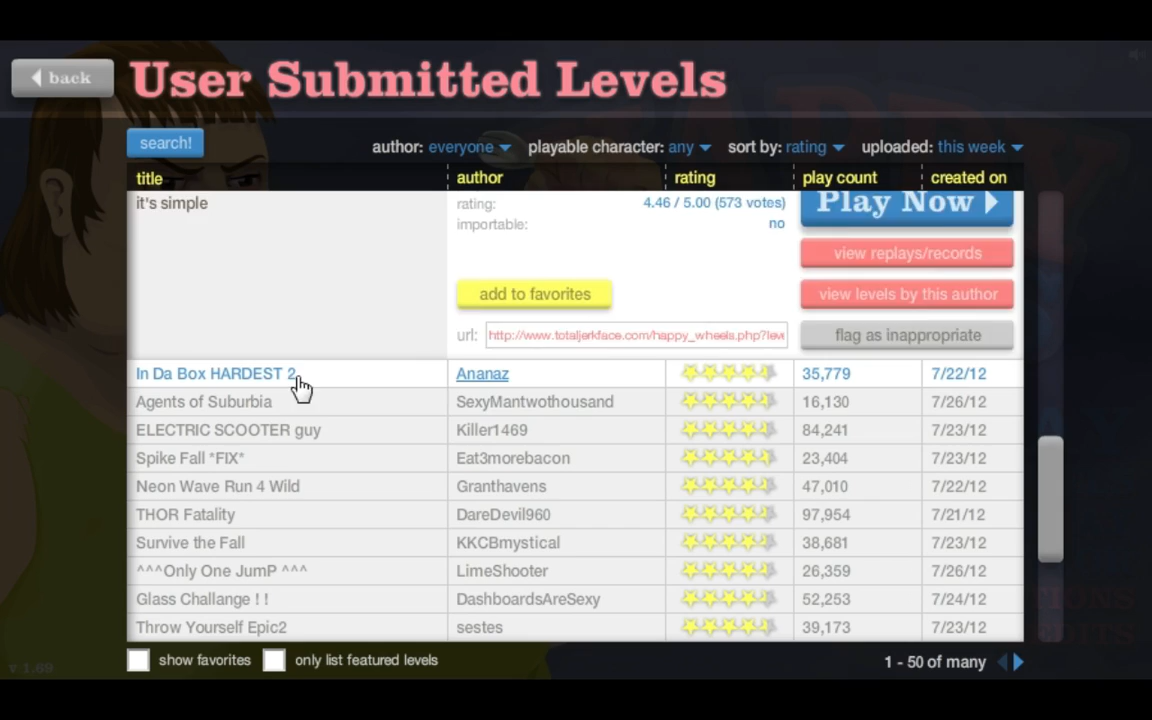 back
User Submitted Levels
search!
author: everyone playable character: any sort by: rating uploaded: this week
title author rating play count created on
it's simple
rating: 4.46 / 5.00 (573 votes)
importable: no
Play Now
view replays/records
add to favorites
view levels by this author
url: http://www.totaljerkface.com/happy_wheels.php?leve
flag as inappropriate
In Da Box HARDEST 2 Ananaz 35,779 7/22/12
Agents of Suburbia SexyMantwothousand 16,130 7/26/12
ELECTRIC SCOOTER guy Killer1469 84,241 7/23/12
Spike Fall *FIX* Eat3morebacon 23,404 7/23/12
Neon Wave Run 4 Wild Granthavens 47,010 7/22/12
THOR Fatality DareDevil960 97,954 7/21/12
Survive the Fall KKCBmystical 38,681 7/23/12
^^^Only One JumP ^^^ LimeShooter 26,359 7/26/12
Glass Challange ! ! DashboardsAreSexy 52,253 7/24/12
Throw Yourself Epic2 sestes 39,173 7/23/12
show favorites only list featured levels
1 - 50 of many
v 1.69